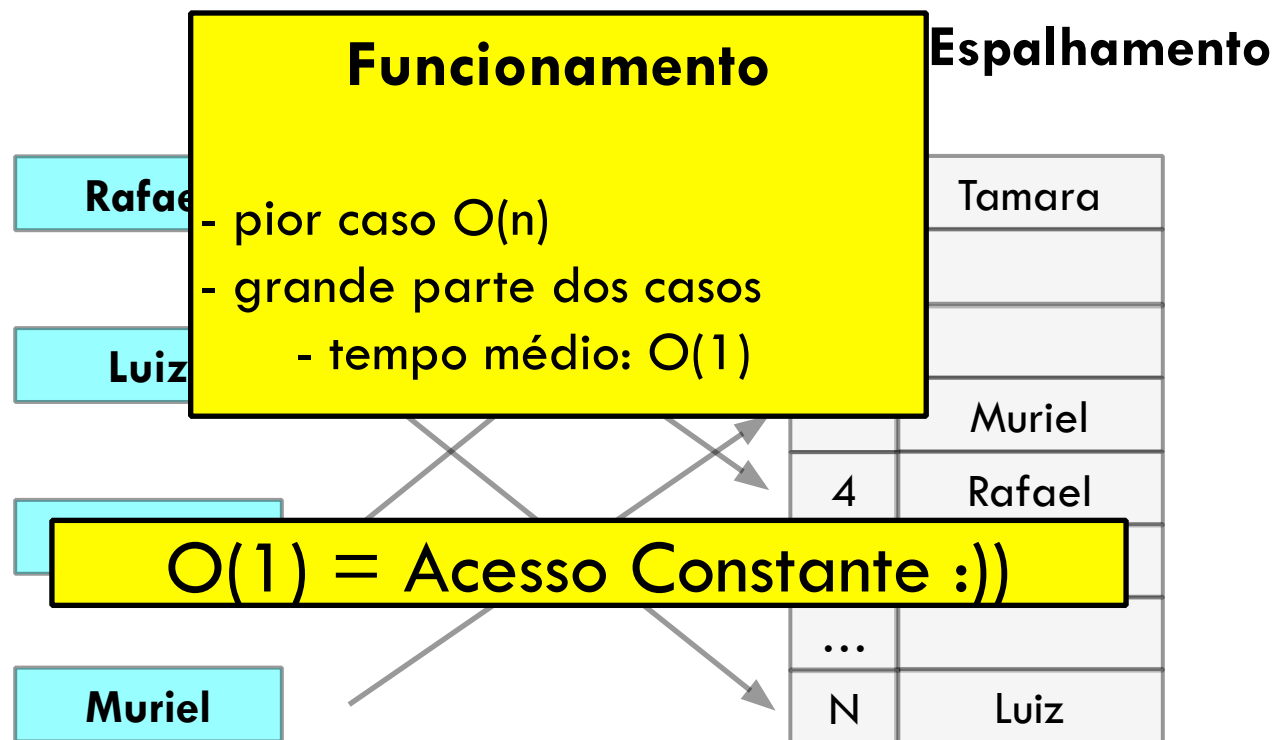 Funcionamento
Espalhamento
- pior caso O(n)
- grande parte dos casos
- tempo médio: O(1)
Luiz
Tamara
Muriel
4 Rafael
O(1) = Acesso Constante :))
...
Muriel
N Luiz